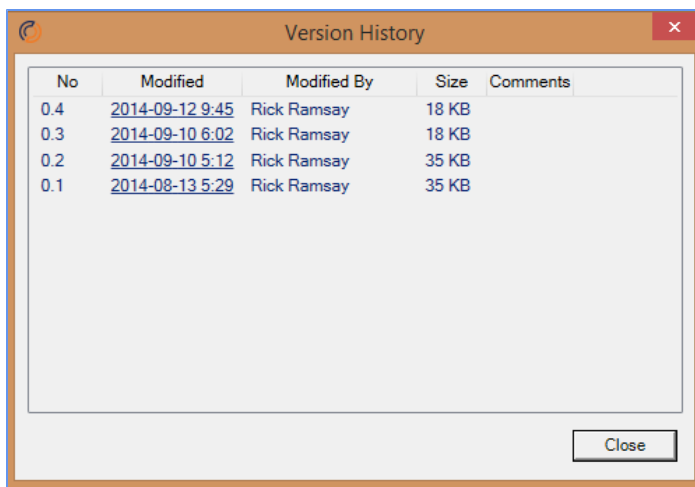 Version History
No Modified Modified By Size Comments
0.4 2014-09-12 9:45 Rick Ramsay 18 KB
0.3 2014-09-10 6:02 Rick Ramsay 18 KB
0.2 2014-09-10 5:12 Rick Ramsay 35 KB
0.1 2014-08-13 5:29 Rick Ramsay 35 KB
Close